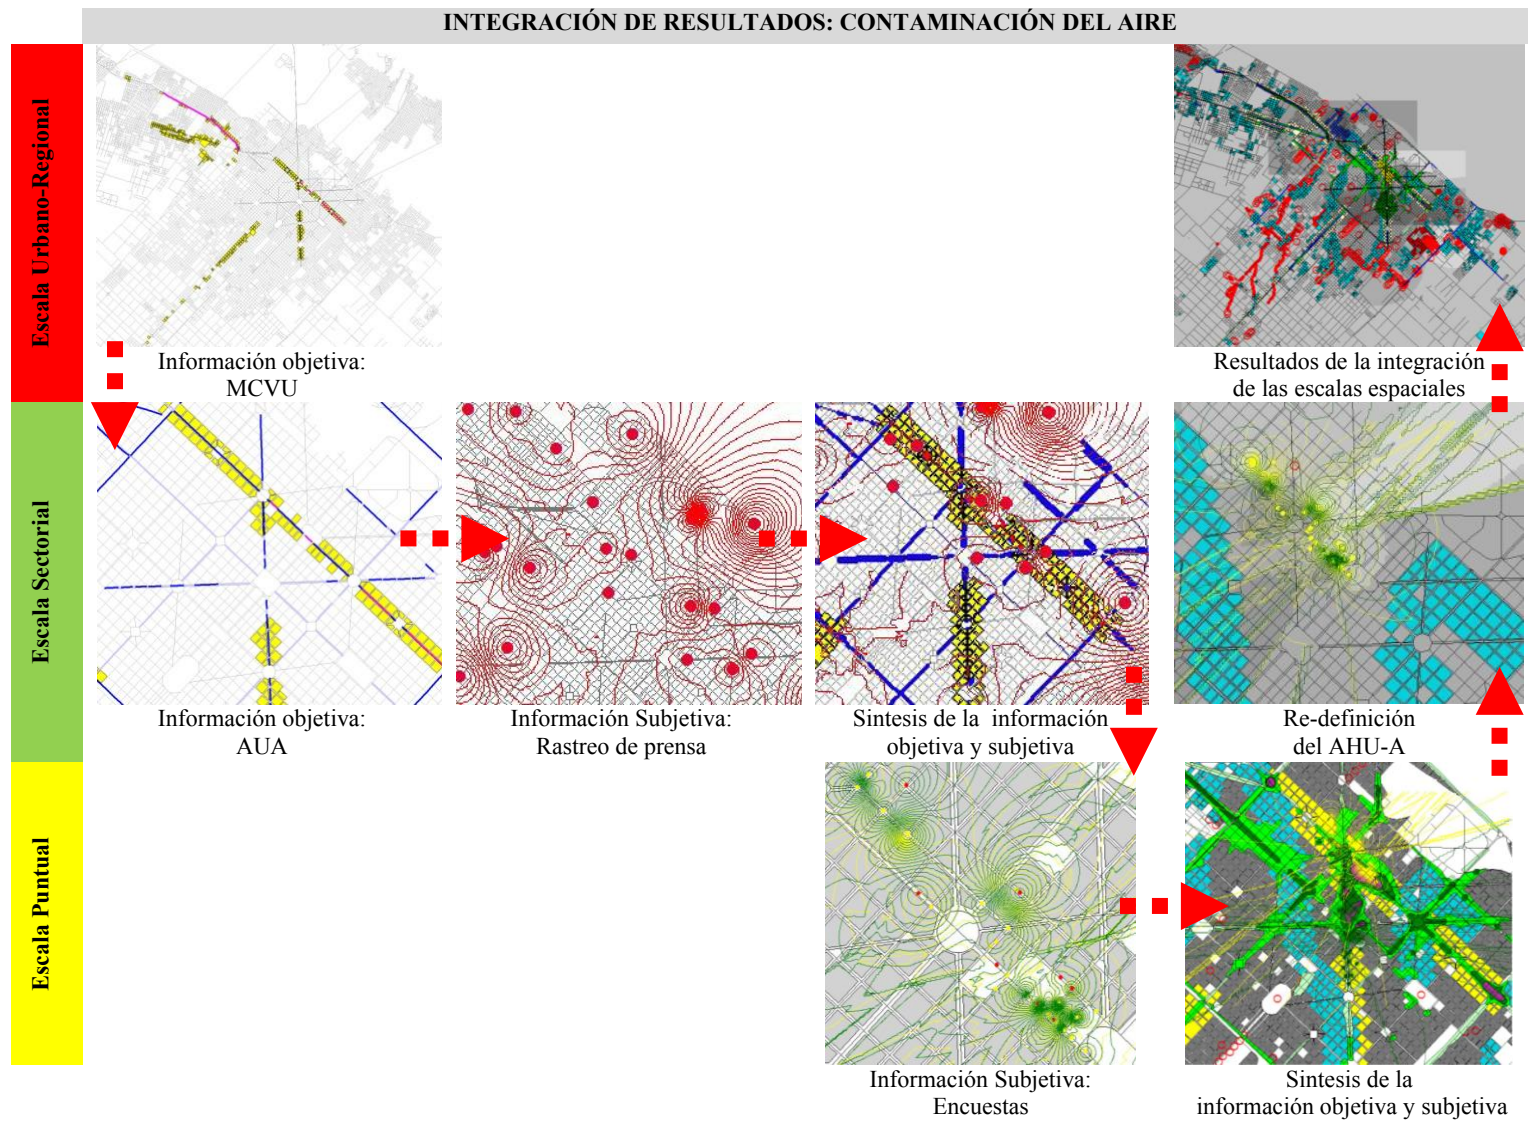 INTEGRACIÓN DE RESULTADOS: CONTAMINACIÓN DEL AIRE
Escala Urbano-Regional
Información objetiva:
MCVU
Resultados de la integración
de las escalas espaciales
Escala Sectorial
Información objetiva:
AUA
Información Subjetiva:
Rastreo de prensa
Sintesis de la información
objetiva y subjetiva
Re-definición
del AHU-A
Escala Puntual
Información Subjetiva:
Encuestas
Sintesis de la
información objetiva y subjetiva